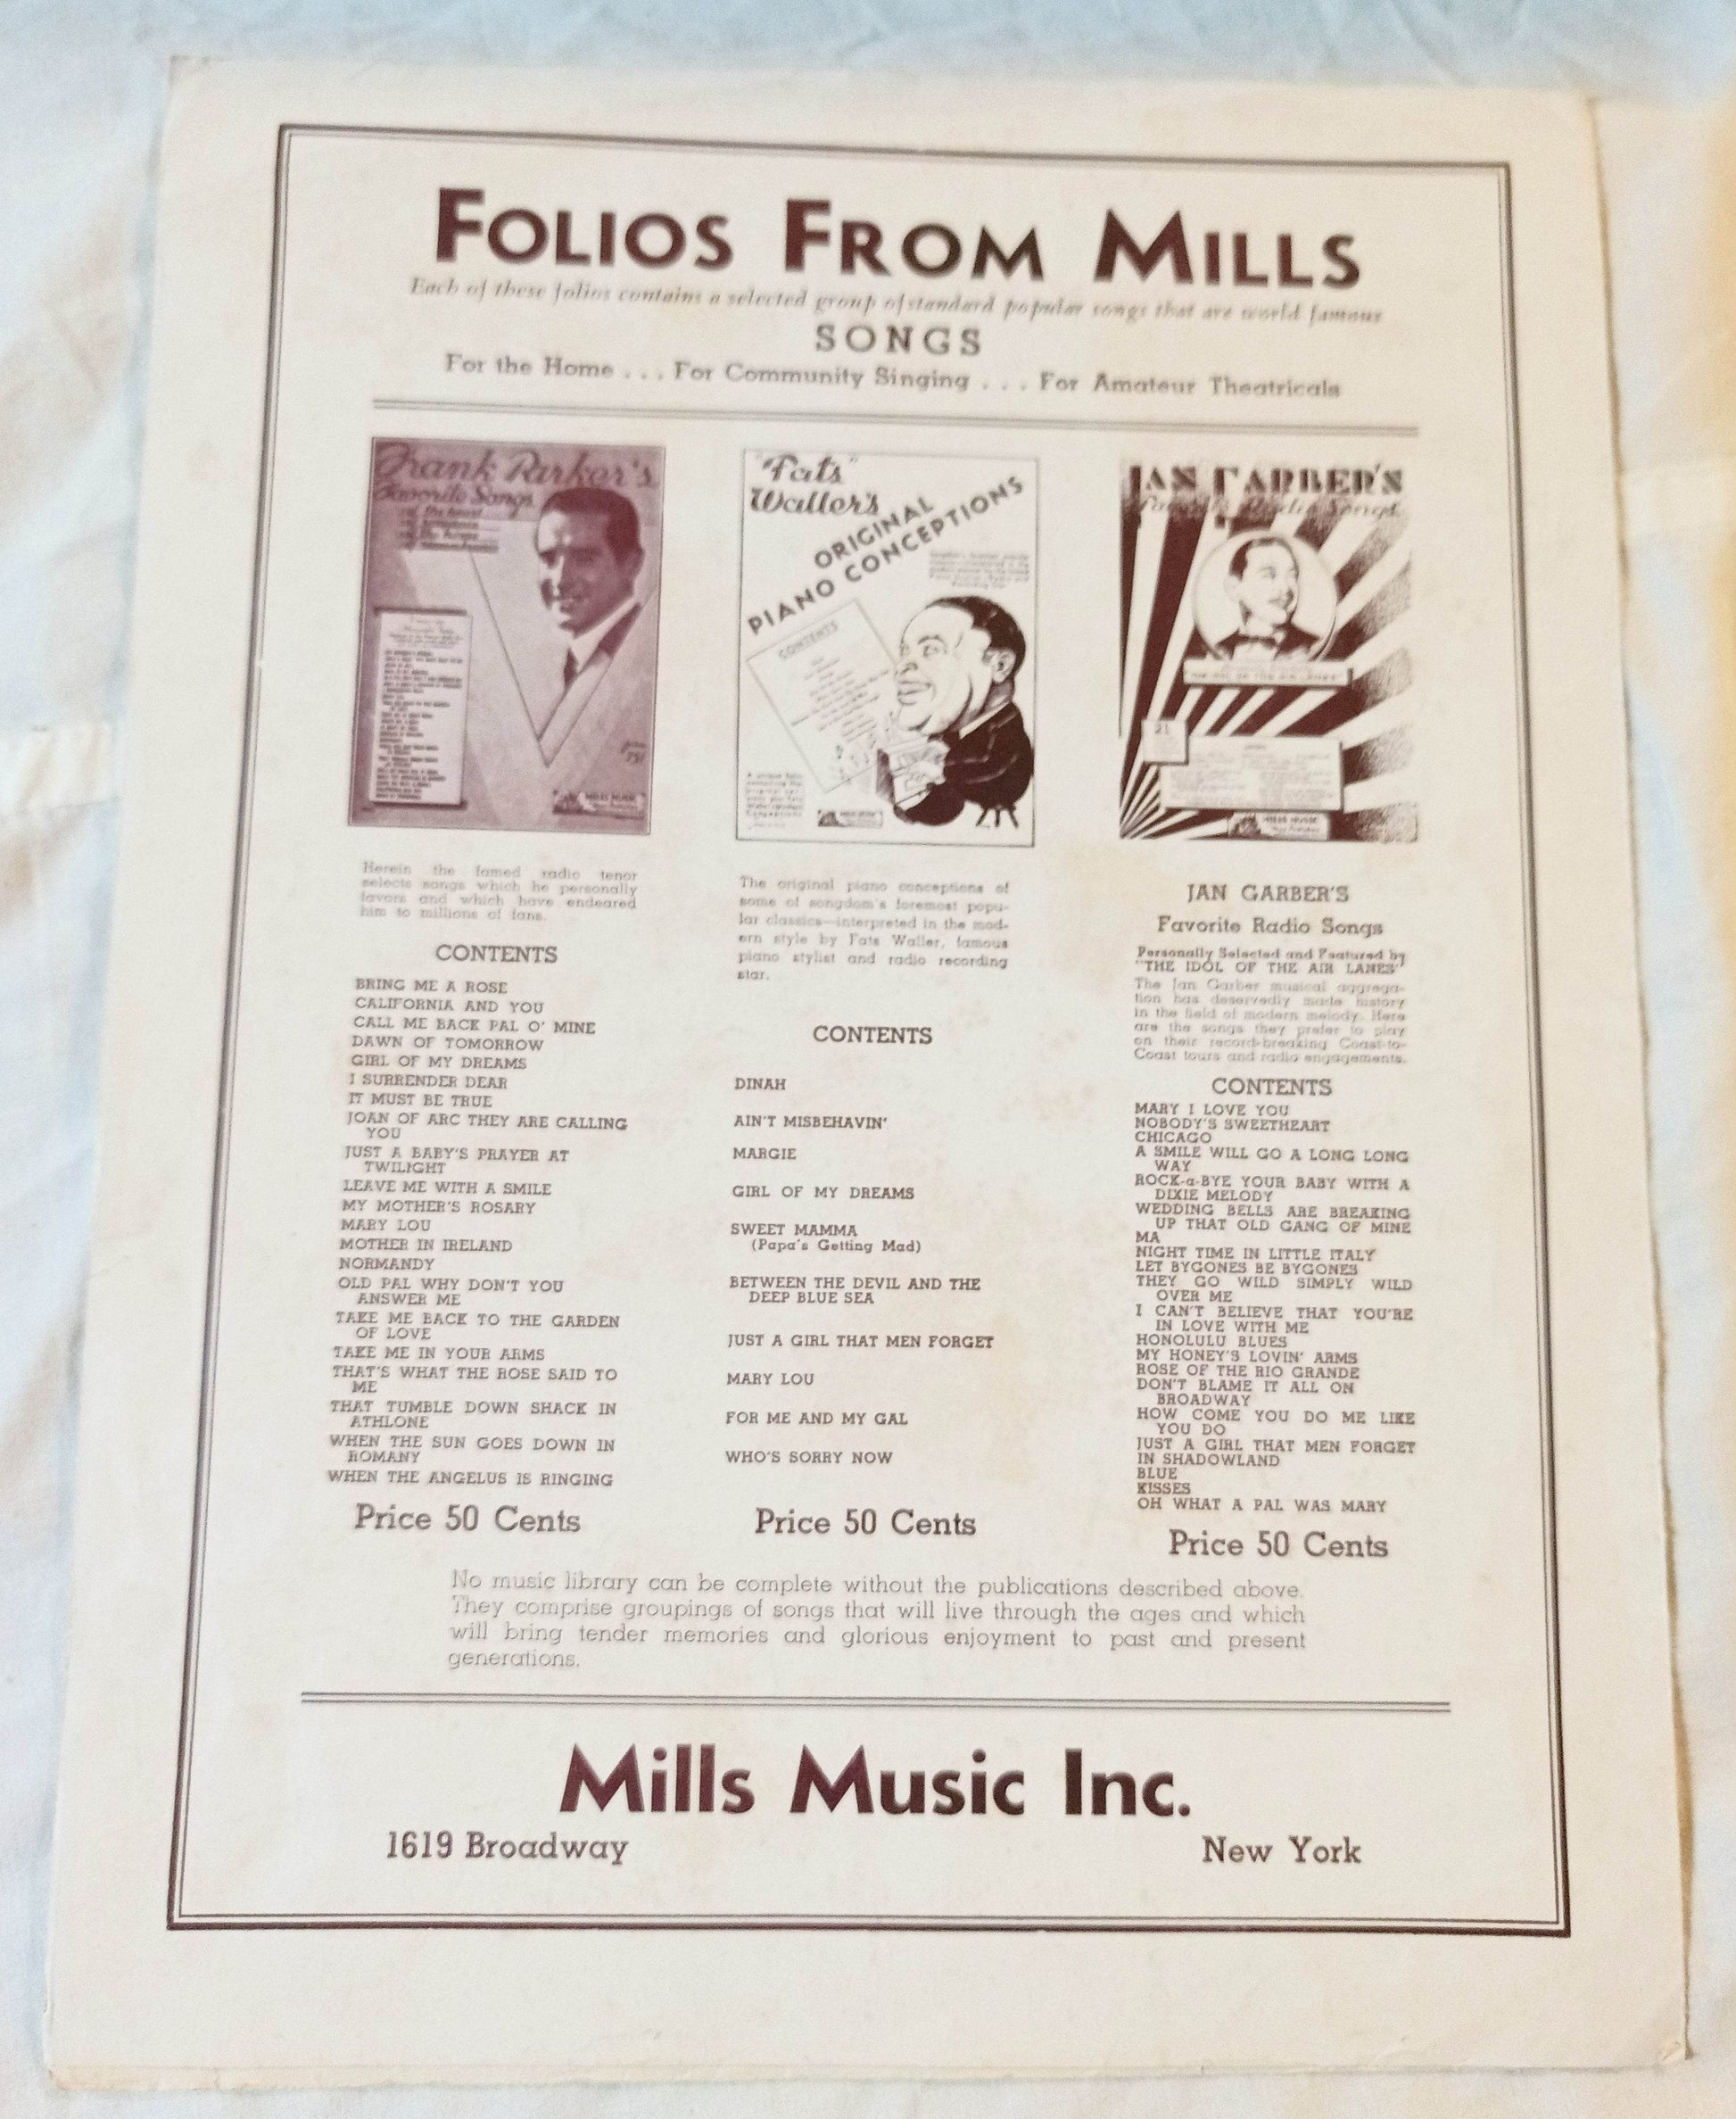 FOLIOS FROM MILLS
Each of these folios contains a selected group of standard popular songs that are world famous
SONGS
For the Home . . . For Community Singing . . . For Amateur Theatricals
Frank Parker's
Favorite Songs
75¢
MILLS MUSIC
"Fats"
Waller's
ORIGINAL
PIANO CONCEPTIONS
CONTENTS
JAN GARBER'S
Favorite Radio Songs
21
MILLS MUSIC
Herein the famed radio tenor
selects songs which he personally
favors and which have endeared
him to millions of fans.
CONTENTS
BRING ME A ROSE
CALIFORNIA AND YOU
CALL ME BACK PAL O' MINE
DAWN OF TOMORROW
GIRL OF MY DREAMS
I SURRENDER DEAR
IT MUST BE TRUE
JOAN OF ARC THEY ARE CALLING
YOU
JUST A BABY'S PRAYER AT
TWILIGHT
LEAVE ME WITH A SMILE
MY MOTHER'S ROSARY
MARY LOU
MOTHER IN IRELAND
NORMANDY
OLD PAL WHY DON'T YOU
ANSWER ME
TAKE ME BACK TO THE GARDEN
OF LOVE
TAKE ME IN YOUR ARMS
THAT'S WHAT THE ROSE SAID TO
ME
THAT TUMBLE DOWN SHACK IN
ATHLONE
WHEN THE SUN GOES DOWN IN
ROMANY
WHEN THE ANGELUS IS RINGING
Price 50 Cents
The original piano conceptions of
some of songdom's foremost popu-
lar classics—interpreted in the mod-
ern style by Fats Waller, famous
piano stylist and radio recording
star.
CONTENTS
DINAH
AIN'T MISBEHAVIN'
MARGIE
GIRL OF MY DREAMS
SWEET MAMMA
(Papa's Getting Mad)
BETWEEN THE DEVIL AND THE
DEEP BLUE SEA
JUST A GIRL THAT MEN FORGET
MARY LOU
FOR ME AND MY GAL
WHO'S SORRY NOW
Price 50 Cents
JAN GARBER'S
Favorite Radio Songs
Personally Selected and Featured by
"THE IDOL OF THE AIR LANES"
The Jan Garber musical aggrega-
tion has deservedly made history
in the field of modern melody. Here
are the songs they prefer to play
on their record-breaking Coast-to-
Coast tours and radio engagements.
CONTENTS
MARY I LOVE YOU
NOBODY'S SWEETHEART
CHICAGO
A SMILE WILL GO A LONG LONG
WAY
ROCK-a-BYE YOUR BABY WITH A
DIXIE MELODY
WEDDING BELLS ARE BREAKING
UP THAT OLD GANG OF MINE
MA
NIGHT TIME IN LITTLE ITALY
LET BYGONES BE BYGONES
THEY GO WILD SIMPLY WILD
OVER ME
I CAN'T BELIEVE THAT YOU'RE
IN LOVE WITH ME
HONOLULU BLUES
MY HONEY'S LOVIN' ARMS
ROSE OF THE RIO GRANDE
DON'T BLAME IT ALL ON
BROADWAY
HOW COME YOU DO ME LIKE
YOU DO
JUST A GIRL THAT MEN FORGET
IN SHADOWLAND
BLUE
KISSES
OH WHAT A PAL WAS MARY
Price 50 Cents
No music library can be complete without the publications described above.
They comprise groupings of songs that will live through the ages and which
will bring tender memories and glorious enjoyment to past and present
generations.
Mills Music Inc.
1619 Broadway
New York